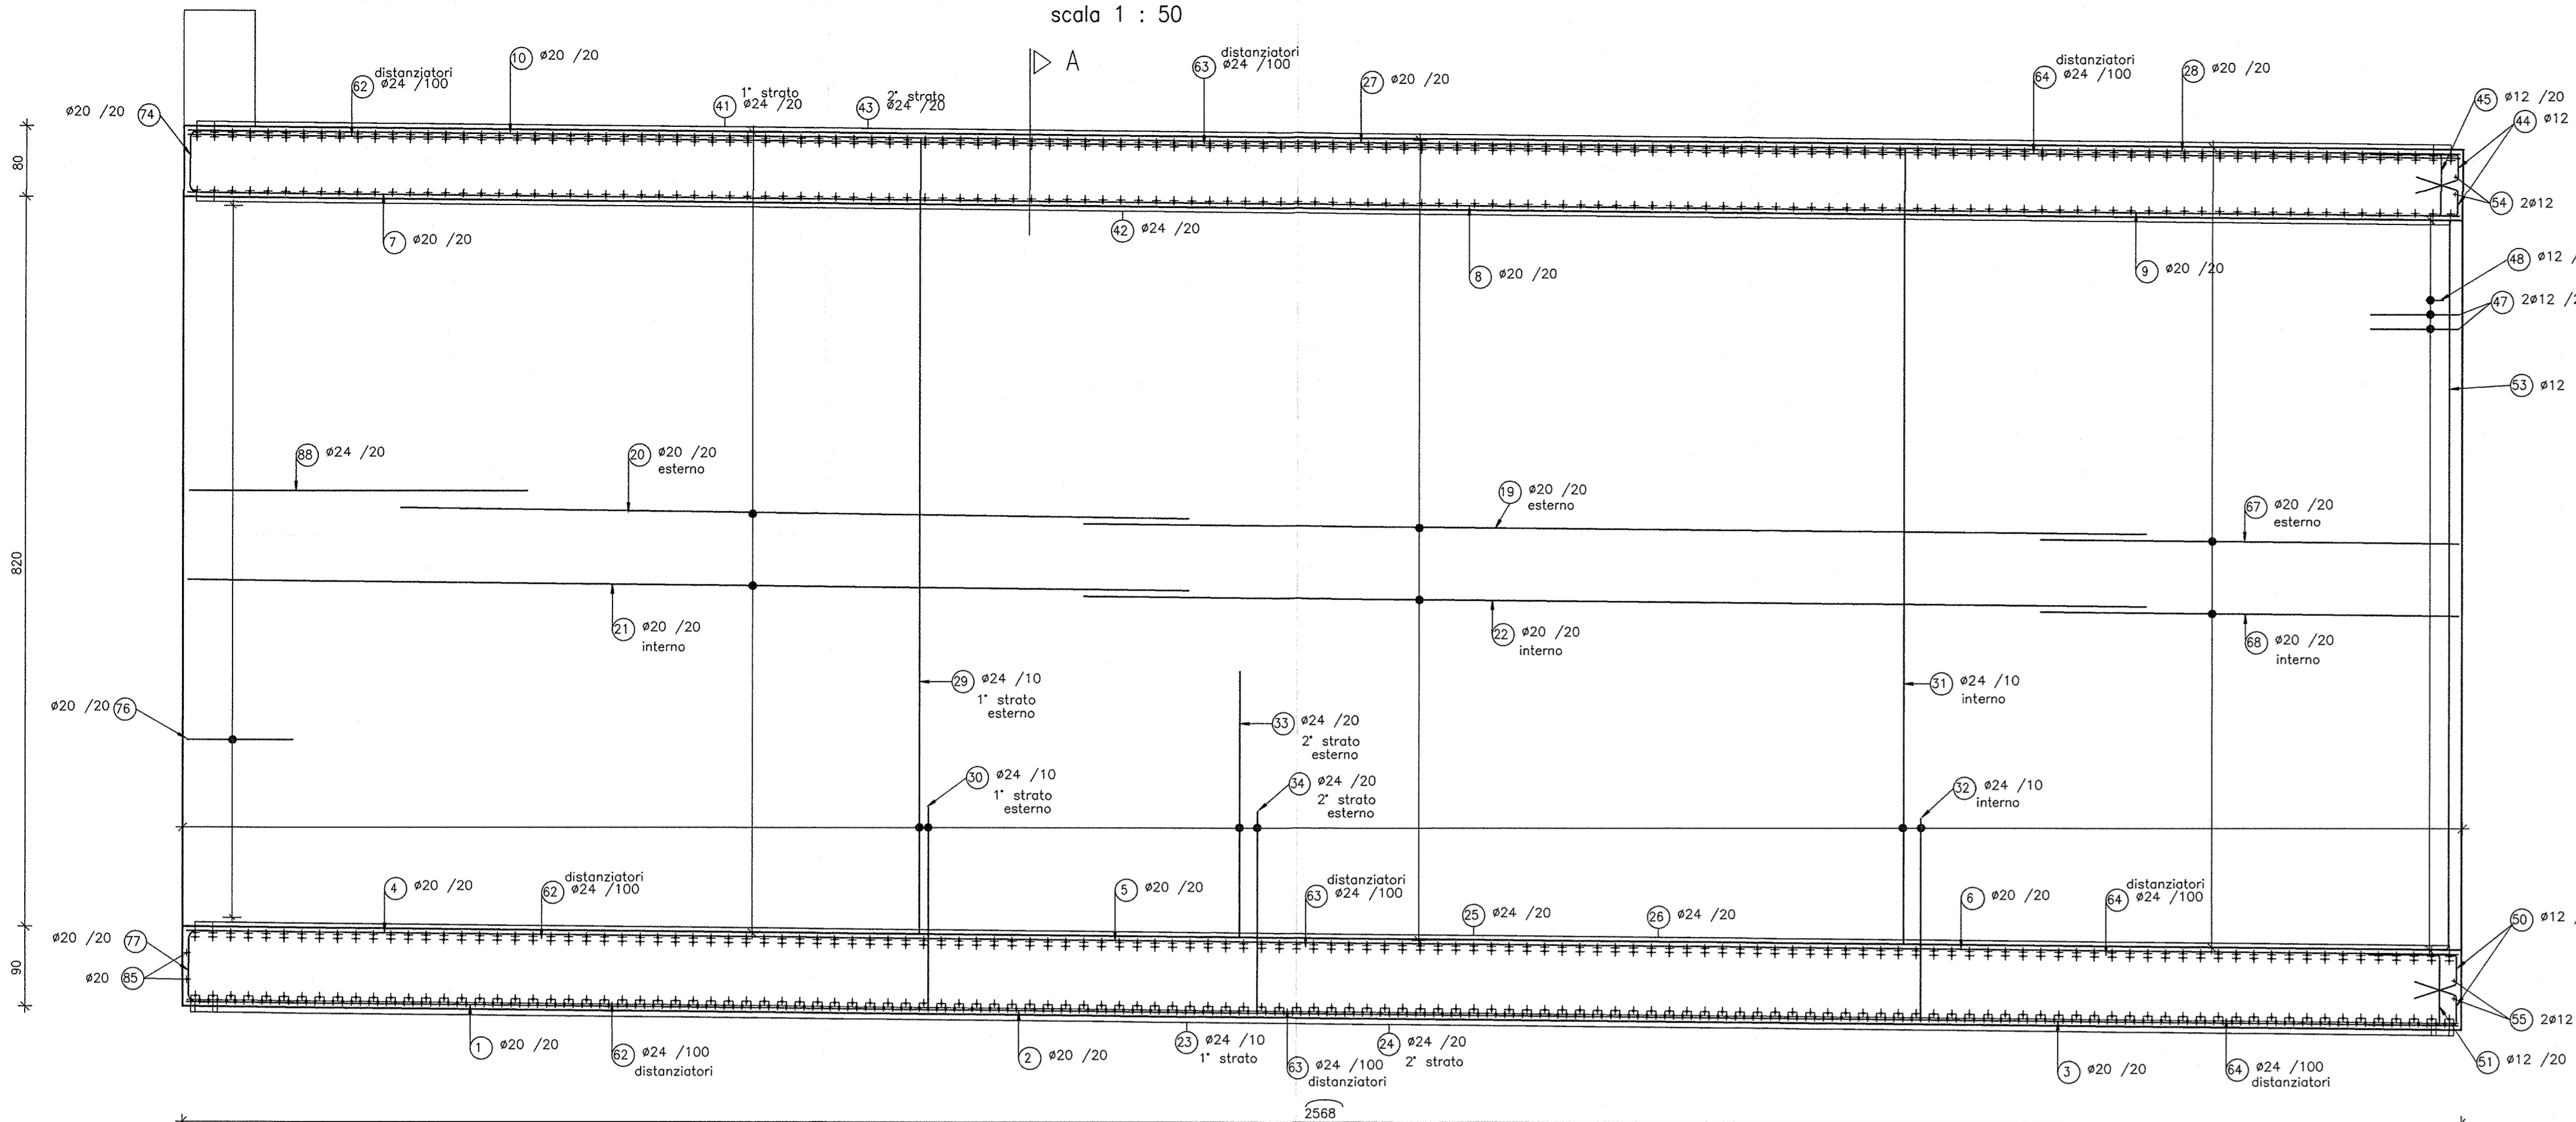 scala 1 : 50
A
10 ø20 /20
distanziatori
62 ø24 /100
ø20 /20 74
1° strato
41 ø24 /20
2° strato
43 ø24 /20
distanziatori
63 ø24 /100
27 ø20 /20
distanziatori
64 ø24 /100
28 ø20 /20
45 ø12 /20
44 ø12
54 2ø12
80
7 ø20 /20
42 ø24 /20
8 ø20 /20
9 ø20 /20
48 ø12 /
47 2ø12 /2
53 ø12
88 ø24 /20
20 ø20 /20
esterno
19 ø20 /20
esterno
67 ø20 /20
esterno
820
21 ø20 /20
interno
22 ø20 /20
interno
68 ø20 /20
interno
29 ø24 /10
1° strato
esterno
31 ø24 /10
interno
ø20 /20 76
33 ø24 /20
2° strato
esterno
30 ø24 /10
1° strato
esterno
34 ø24 /20
2° strato
esterno
32 ø24 /10
interno
4 ø20 /20
distanziatori
62 ø24 /100
5 ø20 /20
distanziatori
63 ø24 /100
25 ø24 /20
26 ø24 /20
6 ø20 /20
distanziatori
64 ø24 /100
50 ø12 /
ø20 /20 77
ø20 85
90
55 2ø12
51 ø12 /20
1 ø20 /20
62 ø24 /100
distanziatori
2 ø20 /20
23 ø24 /10
1° strato
63 ø24 /100
distanziatori
24 ø24 /20
2° strato
3 ø20 /20
64 ø24 /100
distanziatori
2568